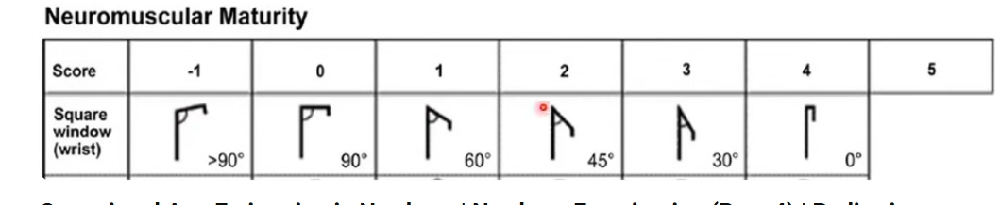 Neuromuscular Maturity
Score -1 0 1 2 3 4 5
Square window (wrist) >90° 90° 60° 45° 30° 0°